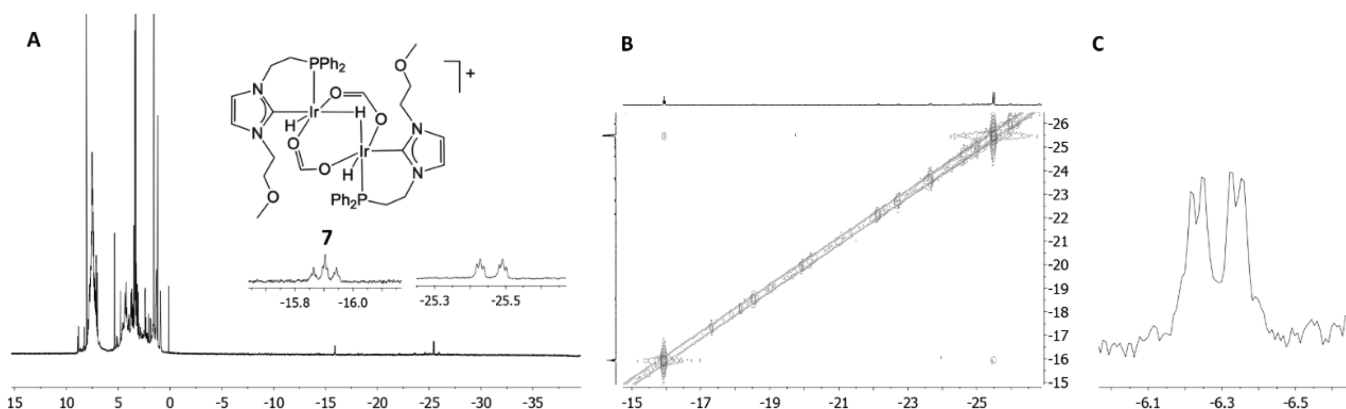 A
B
C
PPh2
]+
O
N
N
Ir
H
O
H
O
O
O
Ir
H
N
N
O
Ph2P
7
-15.8 -16.0
-25.3 -25.5
15 10 5 0 -5 -10 -15 -20 -25 -30 -35
-26
-25
-24
-23
-22
21
-20
-19
-18
-17
-16
-15
-15 -17 -19 -21 -23 -25
-6.1 -6.3 -6.5